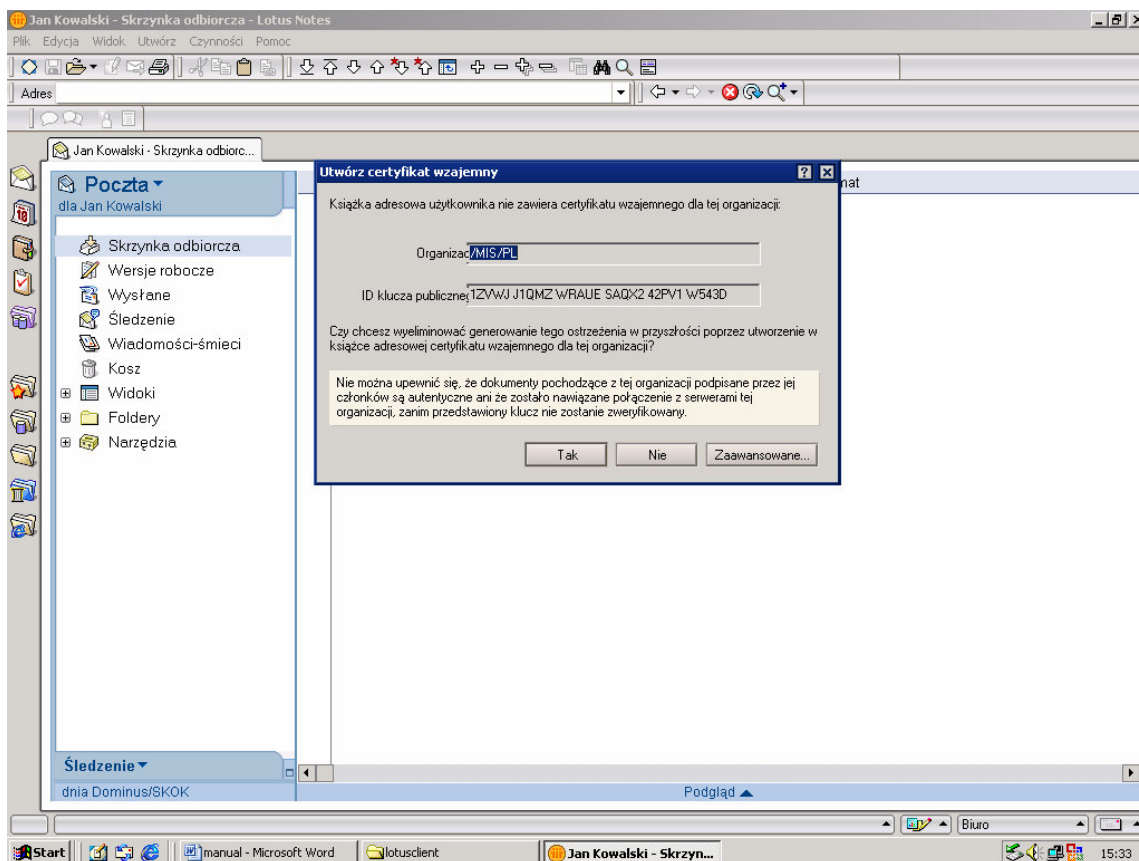 Jan Kowalski - Skrzynka odbiorcza - Lotus Notes
Plik Edycja Widok Utwórz Czynności Pomoc
Adres
Jan Kowalski - Skrzynka odbiorc...
Poczta
dla Jan Kowalski
mat
Skrzynka odbiorcza
Wersje robocze
Wysłane
Śledzenie
Wiadomości-śmieci
Kosz
Widoki
Foldery
Narzędzia
Utwórz certyfikat wzajemny
Książka adresowa użytkownika nie zawiera certyfikatu wzajemnego dla tej organizacji:
Organizac /MIS/PL
ID klucza publiczneg 1ZVWJ J1QMZ WRAUE SAQX2 42PV1 W543D
Czy chcesz wyeliminować generowanie tego ostrzeżenia w przyszłości poprzez utworzenie w
książce adresowej certyfikatu wzajemnego dla tej organizacji?
Nie można upewnić się, że dokumenty pochodzące z tej organizacji podpisane przez jej
członków są autentyczne ani że zostało nawiązane połączenie z serwerami tej
organizacji, zanim przedstawiony klucz nie zostanie zweryfikowany.
Tak Nie Zaawansowane...
Śledzenie
dnia Dominus/SKOK
Podgląd
Biuro
Start manual - Microsoft Word lotusclient Jan Kowalski - Skrzyn... 15:33